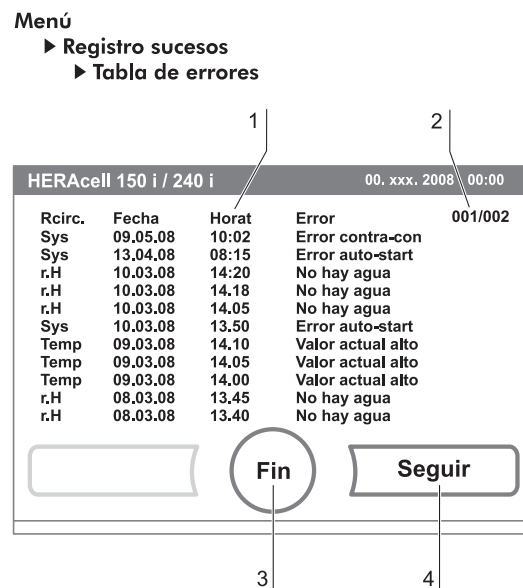 Menú
▶ Registro sucesos
▶ Tabla de errores
1 2
HERAcell 150 i / 240 i 00. xxx. 2008 00:00
Rcirc. Fecha Horat Error 001/002
Sys 09.05.08 10:02 Error contra-con
Sys 13.04.08 08:15 Error auto-start
r.H 10.03.08 14:20 No hay agua
r.H 10.03.08 14.18 No hay agua
r.H 10.03.08 14.05 No hay agua
Sys 10.03.08 13.50 Error auto-start
Temp 09.03.08 14.10 Valor actual alto
Temp 09.03.08 14.05 Valor actual alto
Temp 09.03.08 14.00 Valor actual alto
r.H 08.03.08 13.45 No hay agua
r.H 08.03.08 13.40 No hay agua
Fin Seguir
3 4